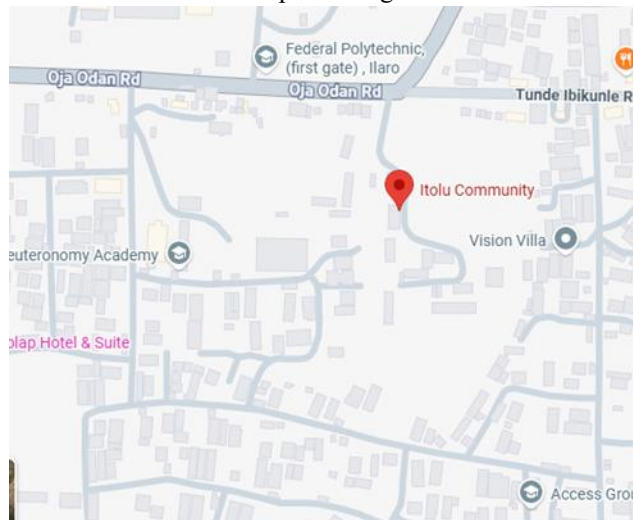 Federal Polytechnic,
(first gate) , Ilaro
Oja Odan Rd
Oja Odan Rd
Tunde Ibikunle R
Itolu Community
Vision Villa
euteronomy Academy
olap Hotel & Suite
Access Gro